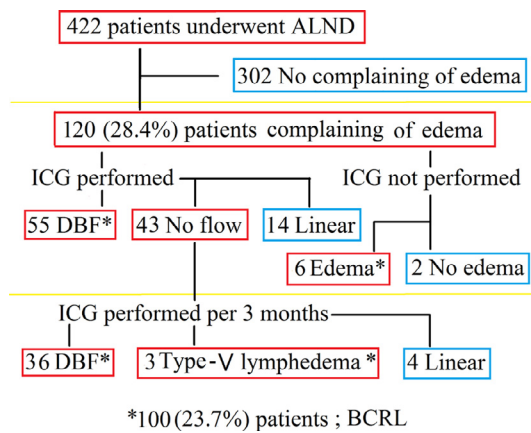 422 patients underwent ALND
302 No complaining of edema
120 (28.4%) patients complaining of edema
ICG performed
ICG not performed
55 DBF*
43 No flow
14 Linear
6 Edema*
2 No edema
ICG performed per 3 months
36 DBF*
3 Type-V lymphedema *
4 Linear
*100 (23.7%) patients ; BCRL